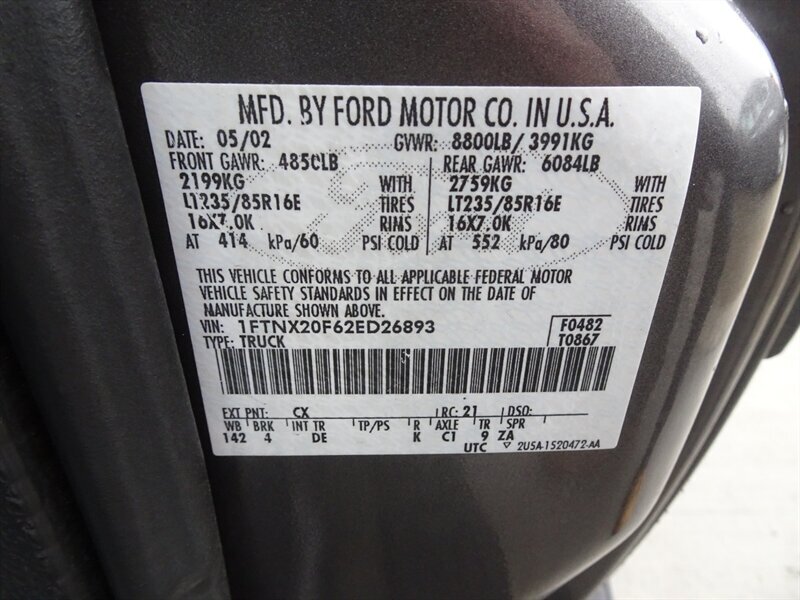 MFD. BY FORD MOTOR CO. IN U.S.A.
DATE: 05/02 GVWR: 8800LB/ 3991KG
FRONT GAWR: 4850LB REAR GAWR: 6084LB
2199KG WITH 2759KG WITH
LT235/85R16E TIRES LT235/85R16E TIRES
16X7.0K RIMS 16X7.0K RIMS
AT 414 kPa/60 PSI COLD AT 552 kPa/80 PSI COLD
THIS VEHICLE CONFORMS TO ALL APPLICABLE FEDERAL MOTOR
VEHICLE SAFETY STANDARDS IN EFFECT ON THE DATE OF
MANUFACTURE SHOWN ABOVE.
VIN: 1FTNX20F62ED26893 F0482
TYPE: TRUCK T0867
EXT PNT: CX RC: 21 DSO:
WB BRK INT TR TP/PS R AXLE TR SPR
142 4 DE K C1 9 ZA
UTC ▽ 2U5A-1520472-AA